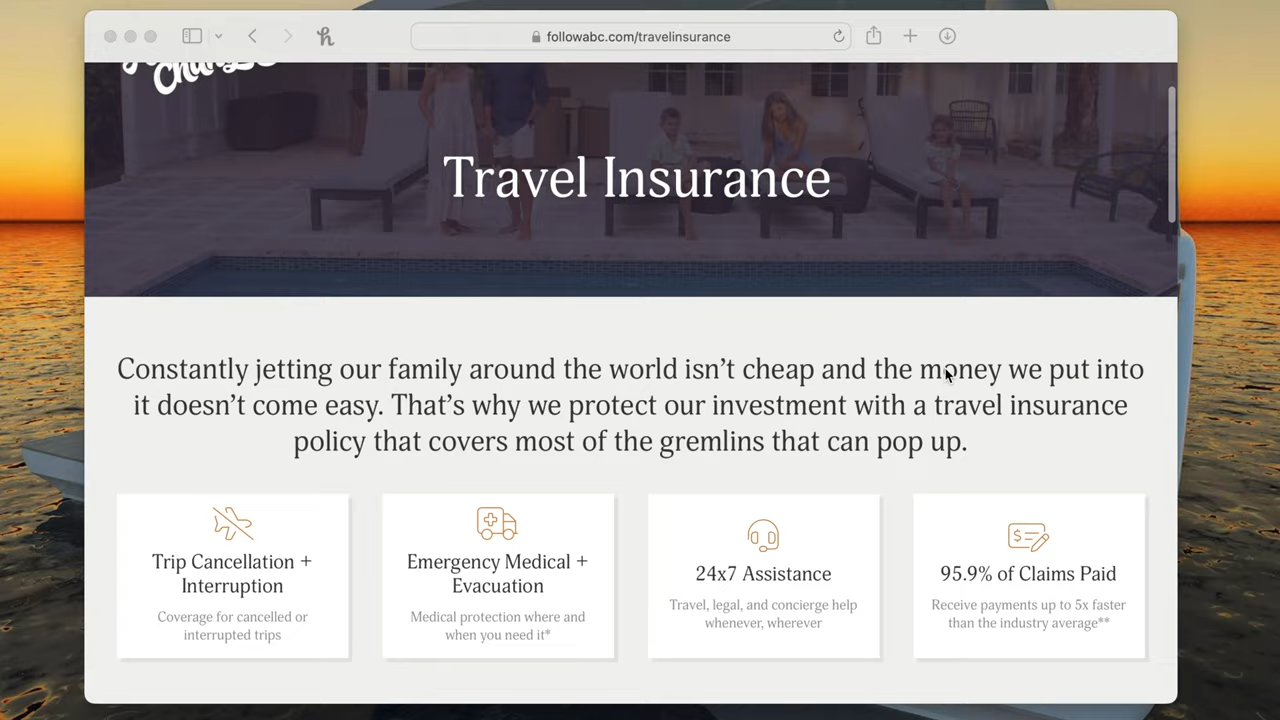 followabc.com/travelinsurance
Travel Insurance
Constantly jetting our family around the world isn’t cheap and the money we put into
it doesn’t come easy. That’s why we protect our investment with a travel insurance
policy that covers most of the gremlins that can pop up.
Trip Cancellation +
Interruption
Coverage for cancelled or
interrupted trips
Emergency Medical +
Evacuation
Medical protection where and
when you need it*
24x7 Assistance
Travel, legal, and concierge help
whenever, wherever
95.9% of Claims Paid
Receive payments up to 5x faster
than the industry average**